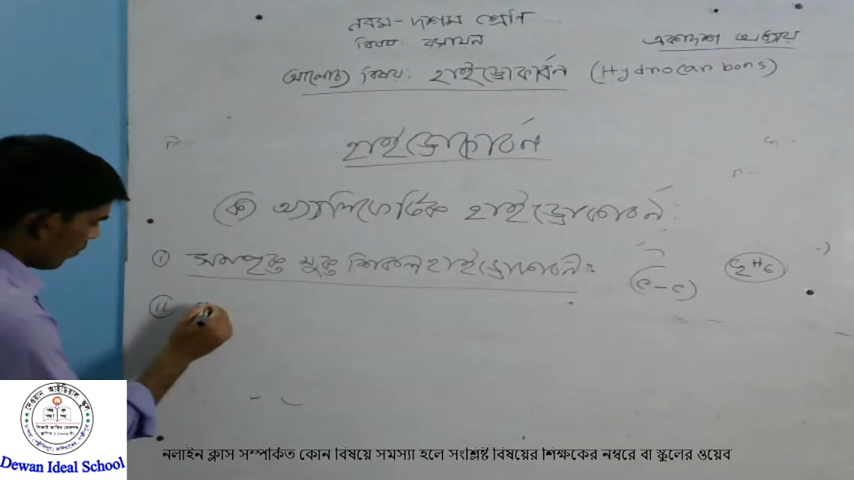 নবম-দশম শ্রেণি
বিষয়: রসায়ন
একাদশ অধ্যায়
আলোচ্য বিষয়: হাইড্রোকার্বন (Hydrocarbons)
হাইড্রোকার্বন
(ক) অ্যালিফেটিক হাইড্রোকার্বন:
(i) সম্পৃক্ত মুক্ত শিকল হাইড্রোকার্বন: (C-C) C2H6
(ii)
Dewan Ideal School
নলাইন ক্লাস সম্পর্কিত কোন বিষয়ে সমস্যা হলে সংশ্লিষ্ট বিষয়ের শিক্ষকের নম্বরে বা স্কুলের ওয়েব